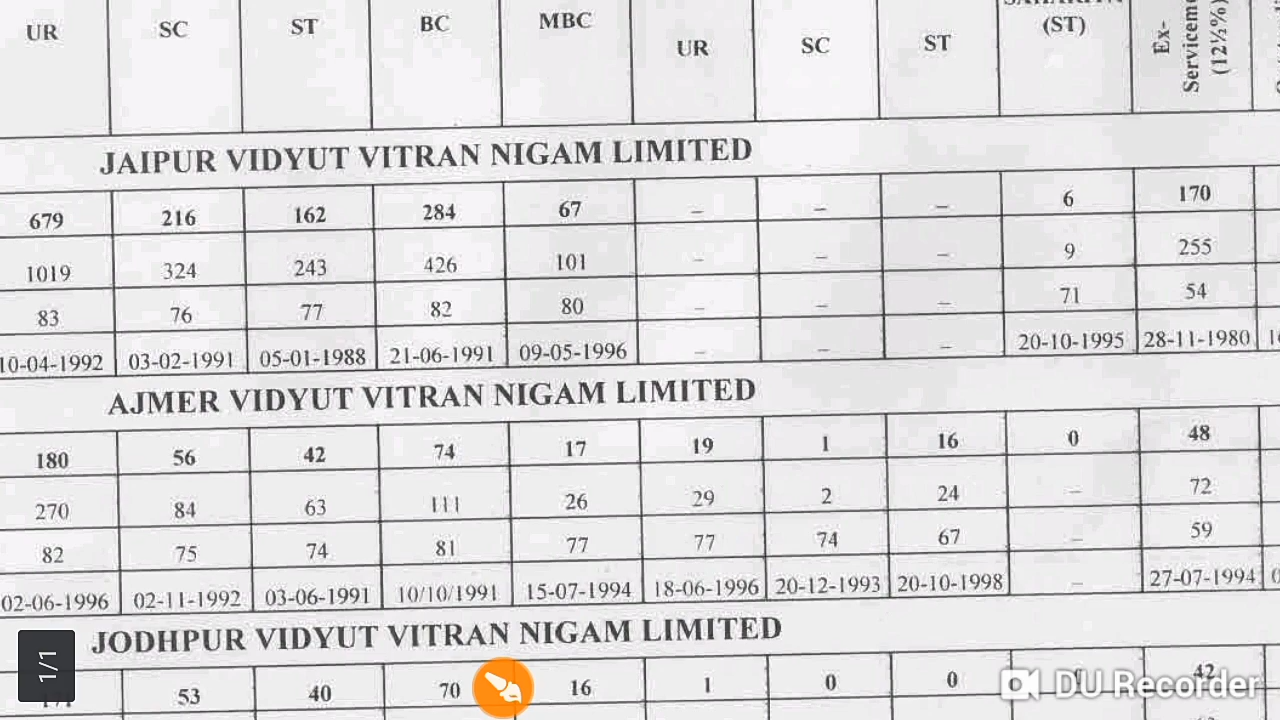 UR SC ST BC MBC UR SC ST (ST) Ex- Servicem (12½%)
JAIPUR VIDYUT VITRAN NIGAM LIMITED
679 216 162 284 67 – – – 6 170
1019 324 243 426 101 – – – 9 255
83 76 77 82 80 – – – 71 54
10-04-1992 03-02-1991 05-01-1988 21-06-1991 09-05-1996 – – – 20-10-1995 28-11-1980
AJMER VIDYUT VITRAN NIGAM LIMITED
180 56 42 74 17 19 1 16 0 48
270 84 63 111 26 29 2 24 – 72
82 75 74 81 77 77 74 67 – 59
02-06-1996 02-11-1992 03-06-1991 10/10/1991 15-07-1994 18-06-1996 20-12-1993 20-10-1998 – 27-07-1994
JODHPUR VIDYUT VITRAN NIGAM LIMITED
1/1
53 40 70 16 1 0 0 42
DU Recorder